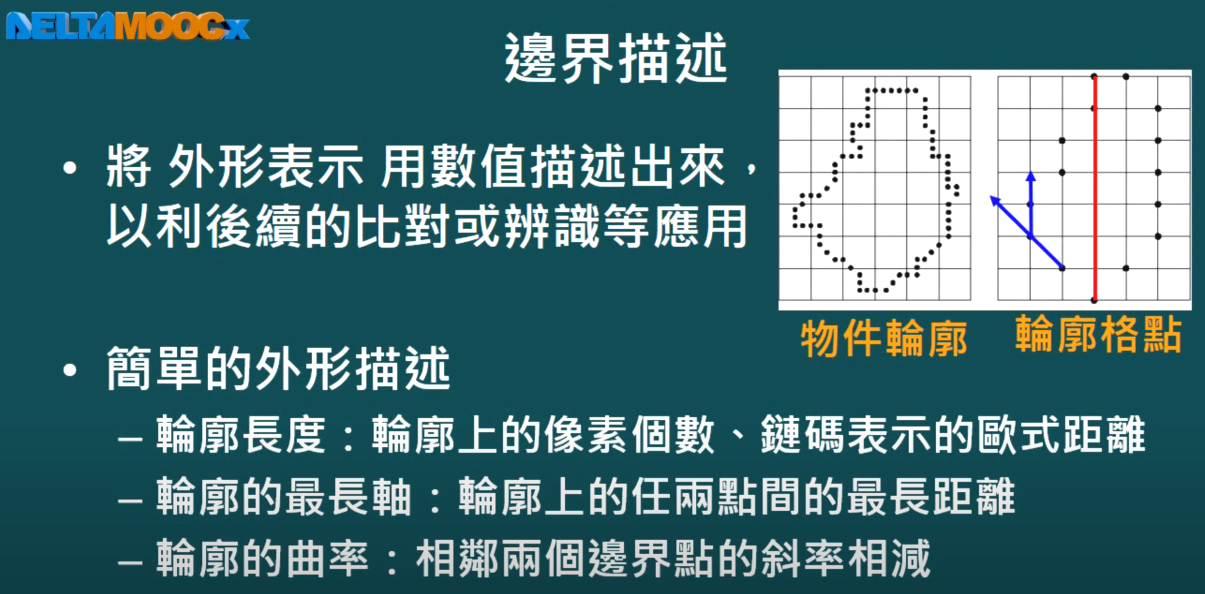 DELTAMOOCx
邊界描述
• 將 外形表示 用數值描述出來，
以利後續的比對或辨識等應用
物件輪廓
輪廓格點
• 簡單的外形描述
– 輪廓長度：輪廓上的像素個數、鏈碼表示的歐式距離
– 輪廓的最長軸：輪廓上的任兩點間的最長距離
– 輪廓的曲率：相鄰兩個邊界點的斜率相減